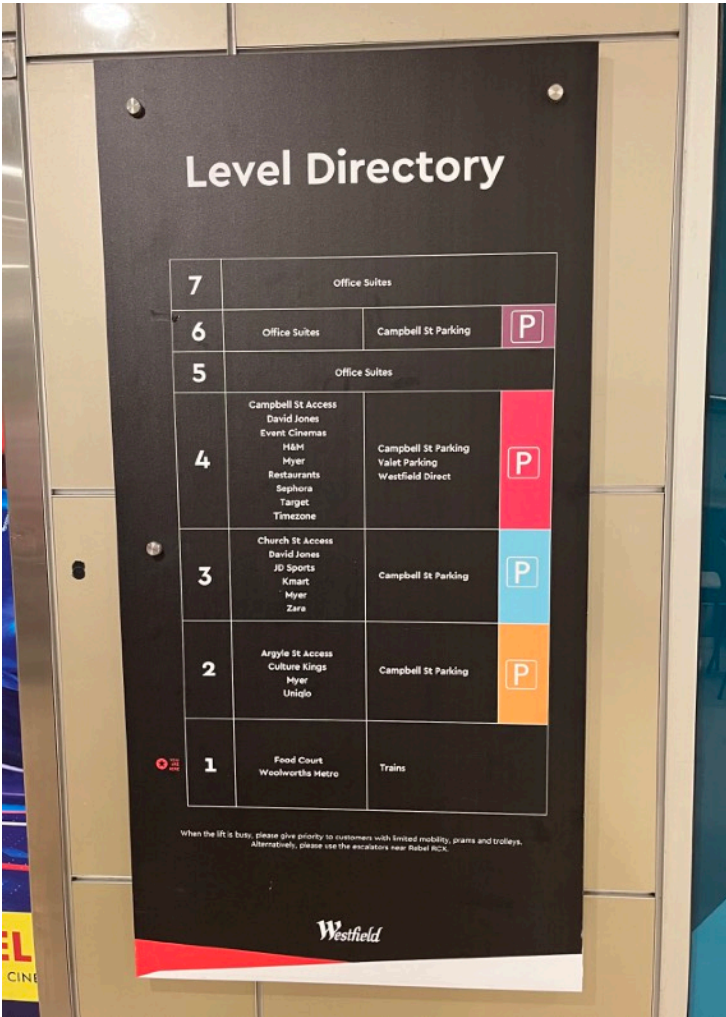 Level Directory
7
Office Suites
6
Office Suites
Campbell St Parking
P
5
Office Suites
4
Campbell St Access
David Jones
Event Cinemas
H&M
Myer
Restaurants
Sephora
Target
Timezone
Campbell St Parking
Valet Parking
Westfield Direct
P
3
Church St Access
David Jones
JD Sports
Kmart
Myer
Zara
Campbell St Parking
P
2
Argyle St Access
Culture Kings
Myer
Uniqlo
Campbell St Parking
P
YOU
ARE
HERE
1
Food Court
Woolworths Metro
Trains
When the lift is busy, please give priority to customers with limited mobility, prams and trolleys.
Alternatively, please use the escalators near Rebel RCX.
Westfield
EL
CINE